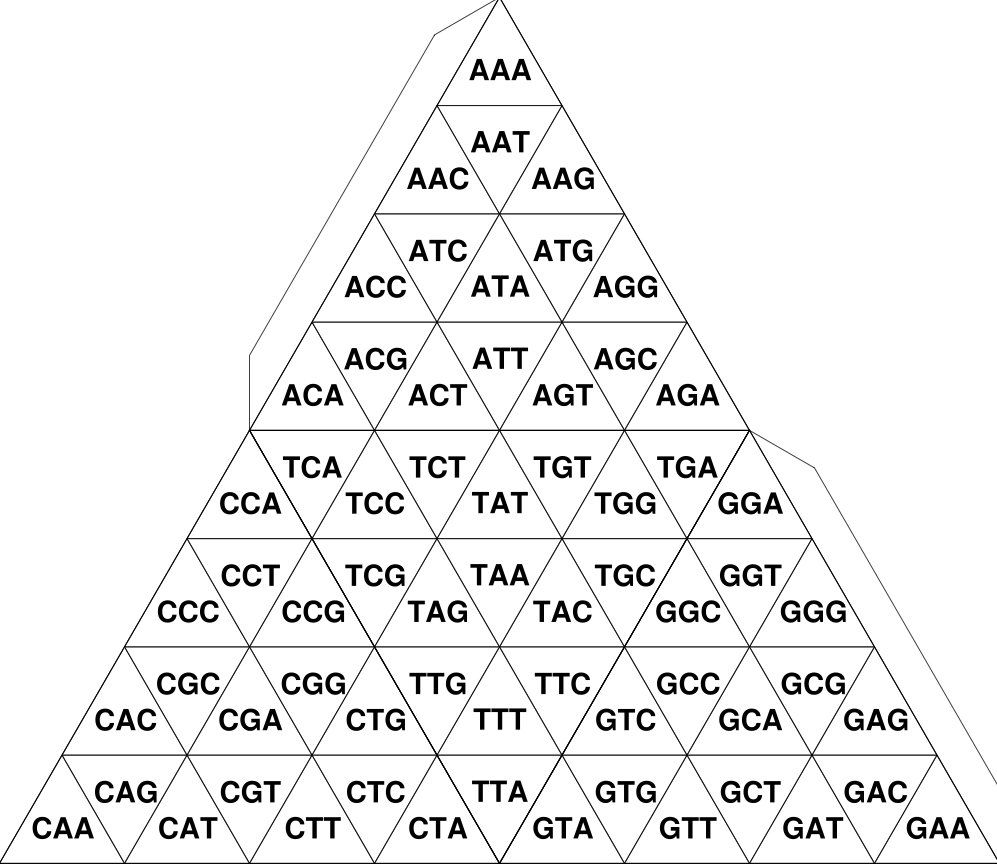 AAA
AAT
AAC AAG
ATC ATG
ACC ATA AGG
ACG ATT AGC
ACA ACT AGT AGA
TCA TCT TGT TGA
CCA TCC TAT TGG GGA
CCT TCG TAA TGC GGT
CCC CCG TAG TAC GGC GGG
CGC CGG TTG TTC GCC GCG
CAC CGA CTG TTT GTC GCA GAG
CAG CGT CTC TTA GTG GCT GAC
CAA CAT CTT CTA GTA GTT GAT GAA